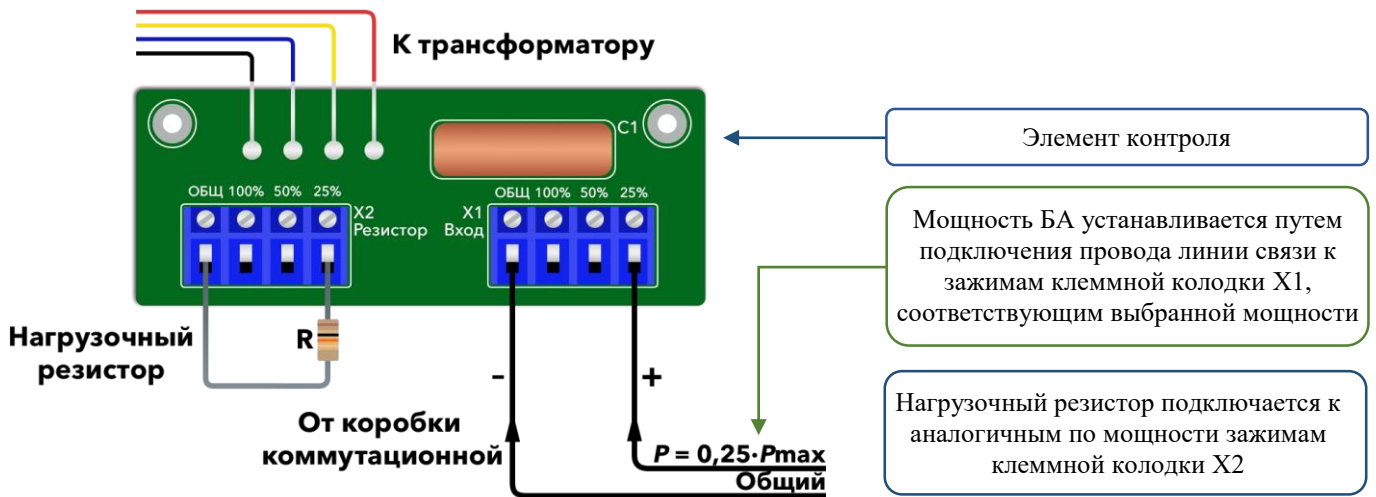 К трансформатору
C1
Элемент контроля
ОБЩ 100% 50% 25%
X2
Резистор
ОБЩ 100% 50% 25%
X1
Вход
Мощность БА устанавливается путем
подключения провода линии связи к
зажимам клеммной колодки X1,
соответствующим выбранной мощности
Нагрузочный
резистор
R
-
+
От коробки
коммутационной
P = 0,25·Pmax
Общий
Нагрузочный резистор подключается к
аналогичным по мощности зажимам
клеммной колодки X2